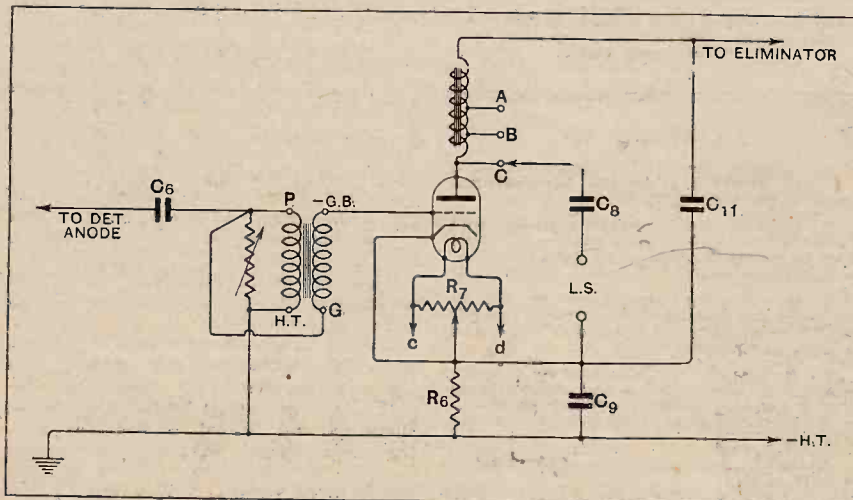 TO ELIMINATOR
A
B
C
C6
P
-G.B.
TO DET.
ANODE
C8
C11
L.S.
R7
H.T.
G
c
d
R6
C9
-H.T.